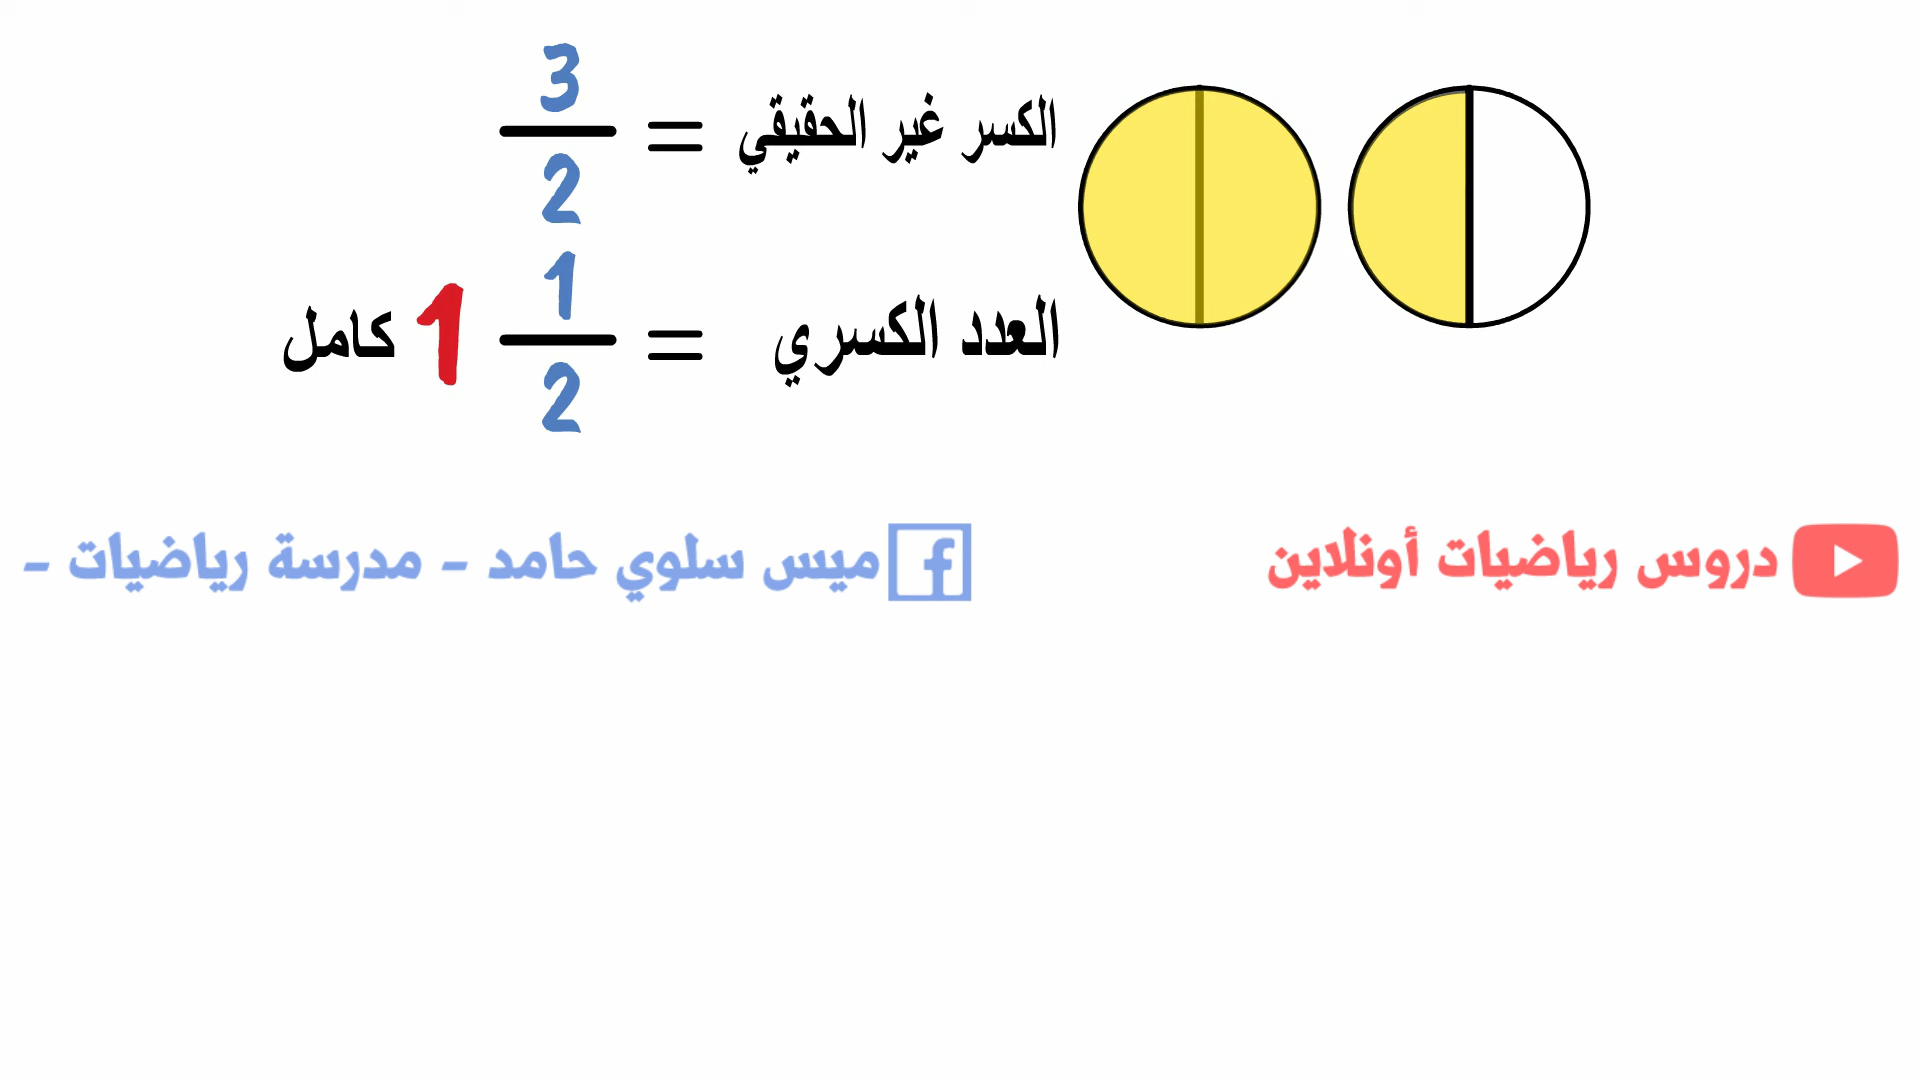 الكسر غير الحقيقي = 3/2
العدد الكسري = 1/2 1 كامل
دروس رياضيات أونلاين
ميس سلوي حامد - مدرسة رياضيات -